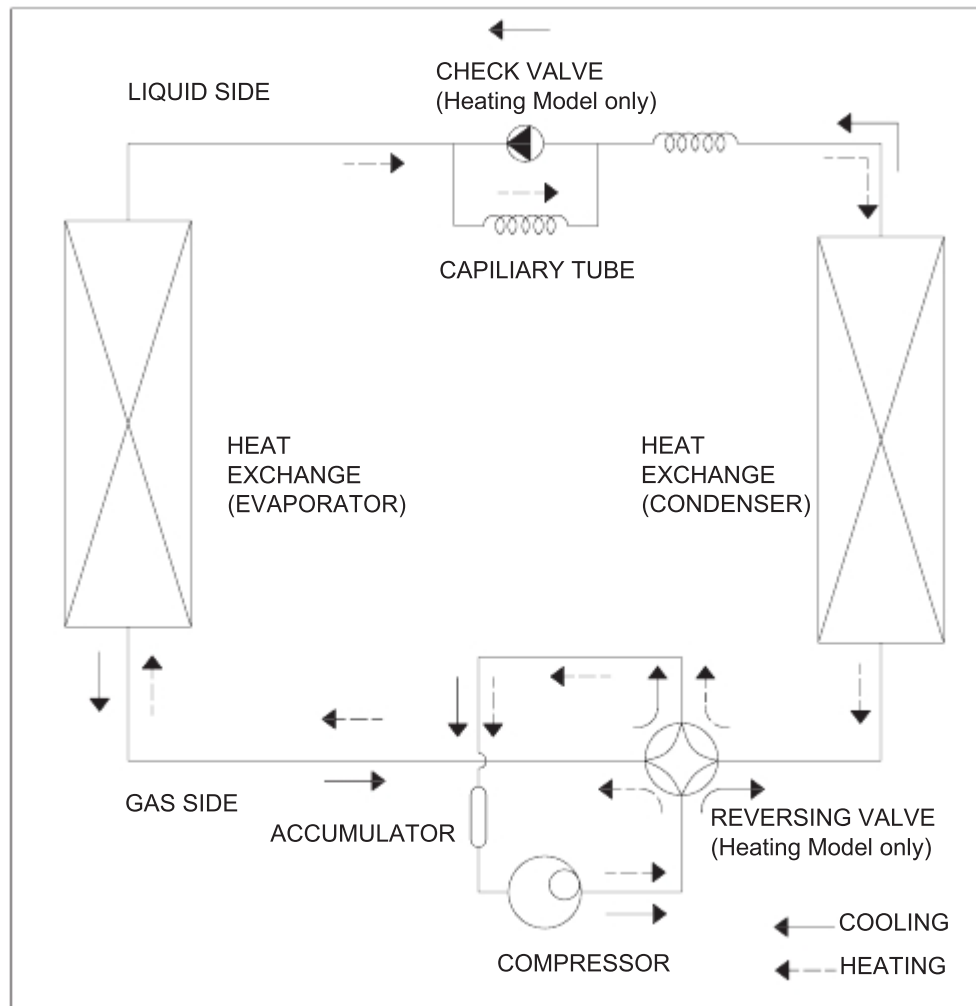 LIQUID SIDE
CHECK VALVE
(Heating Model only)
CAPILIARY TUBE
HEAT
EXCHANGE
(EVAPORATOR)
HEAT
EXCHANGE
(CONDENSER)
GAS SIDE
ACCUMULATOR
REVERSING VALVE
(Heating Model only)
COMPRESSOR
COOLING
HEATING